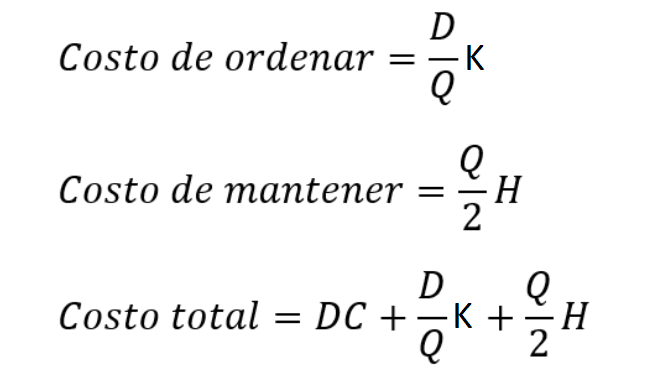 Costo de ordenar = D/Q K
Costo de mantener = Q/2 H
Costo total = DC + D/Q K + Q/2 H